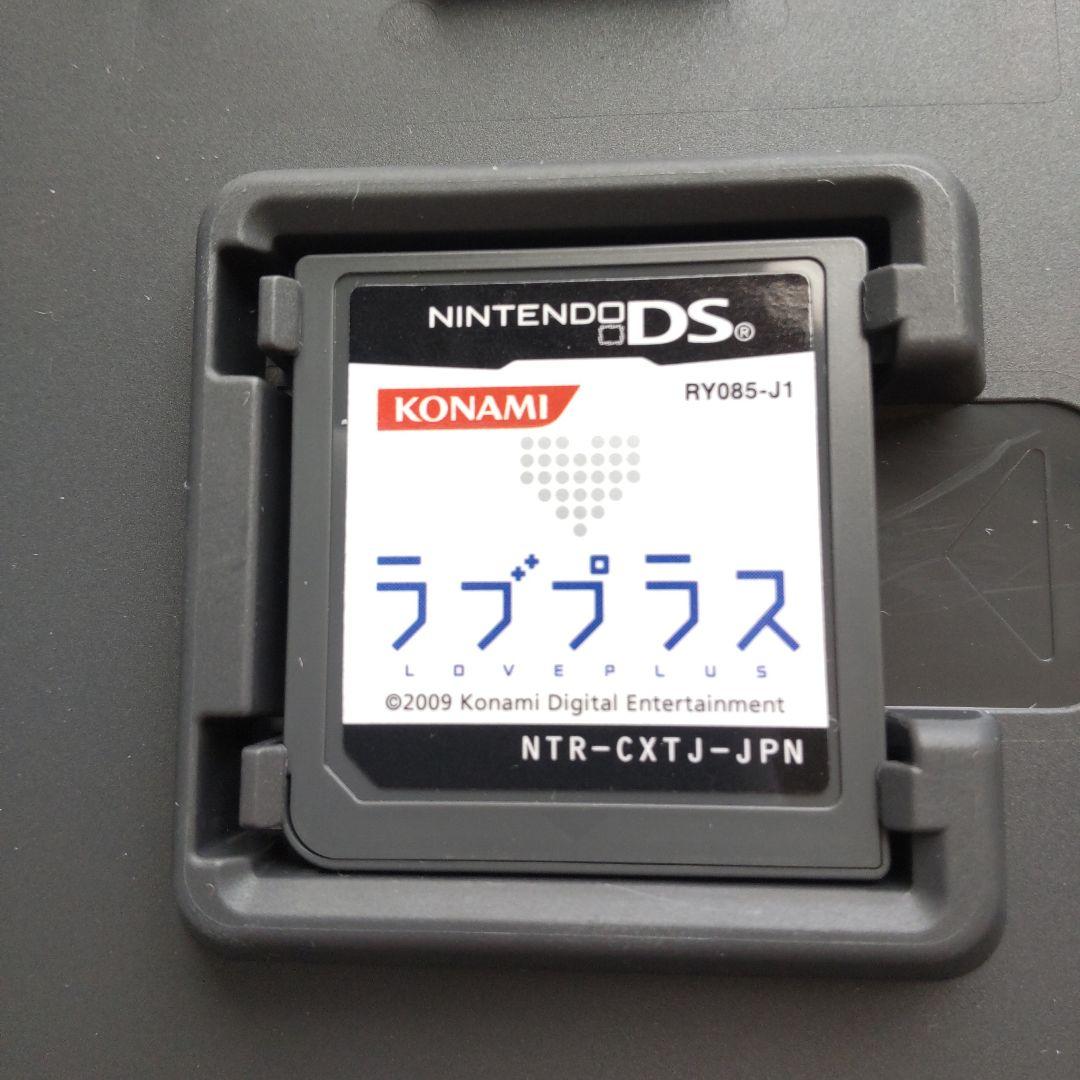 NINTENDO DS®
KONAMI
RY085-J1
ラブプラス
LOVEPLUS
©2009 Konami Digital Entertainment
NTR-CXTJ-JPN